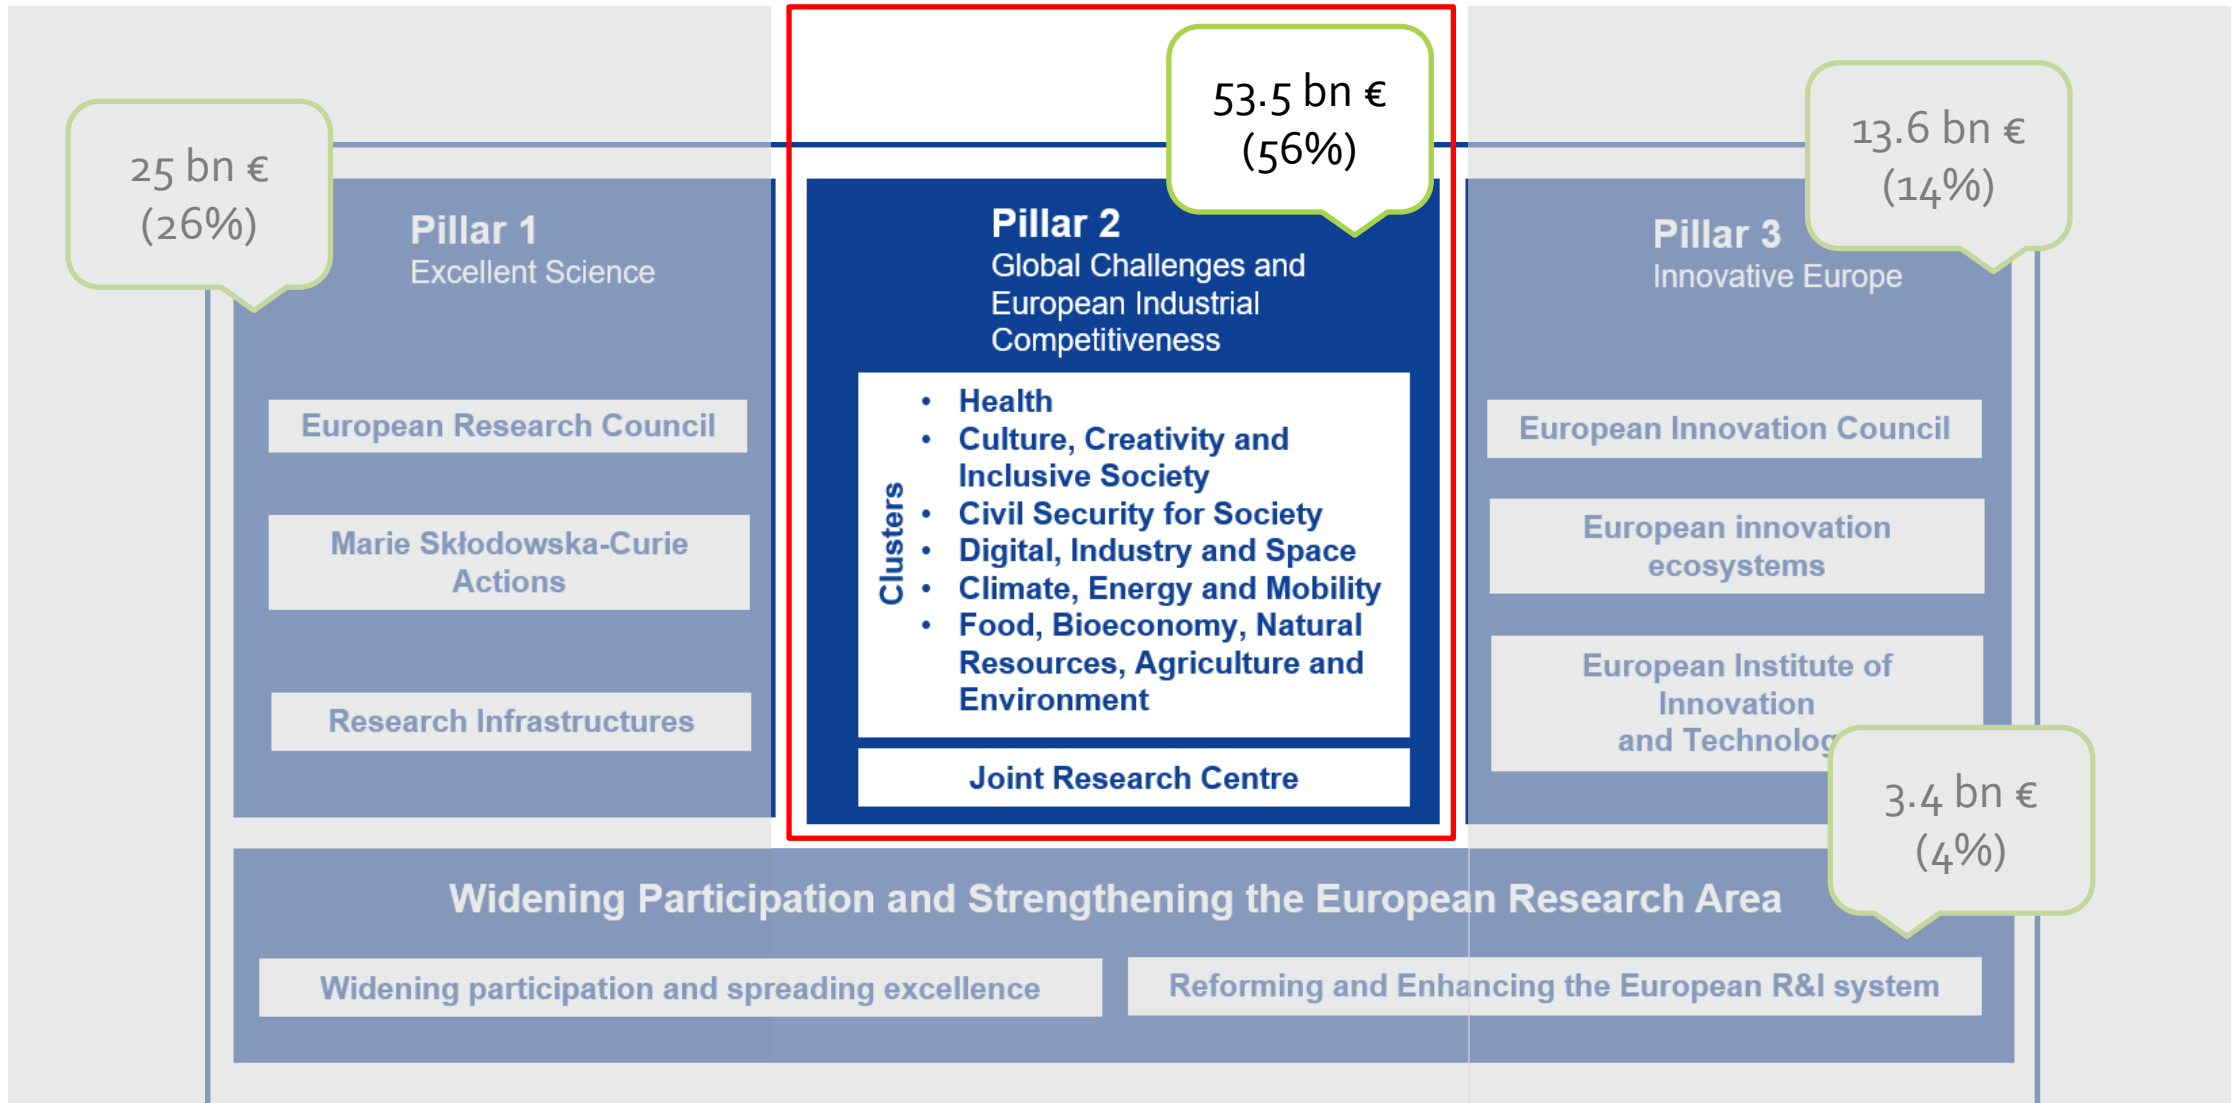 25 bn €
(26%)
Pillar 1
Excellent Science
European Research Council
Marie Skłodowska-Curie
Actions
Research Infrastructures
53.5 bn €
(56%)
Pillar 2
Global Challenges and
European Industrial
Competitiveness
Clusters
• Health
• Culture, Creativity and
Inclusive Society
• Civil Security for Society
• Digital, Industry and Space
• Climate, Energy and Mobility
• Food, Bioeconomy, Natural
Resources, Agriculture and
Environment
Joint Research Centre
13.6 bn €
(14%)
Pillar 3
Innovative Europe
European Innovation Council
European innovation
ecosystems
European Institute of
Innovation
and Technolog
3.4 bn €
(4%)
Widening Participation and Strengthening the European Research Area
Widening participation and spreading excellence
Reforming and Enhancing the European R&I system